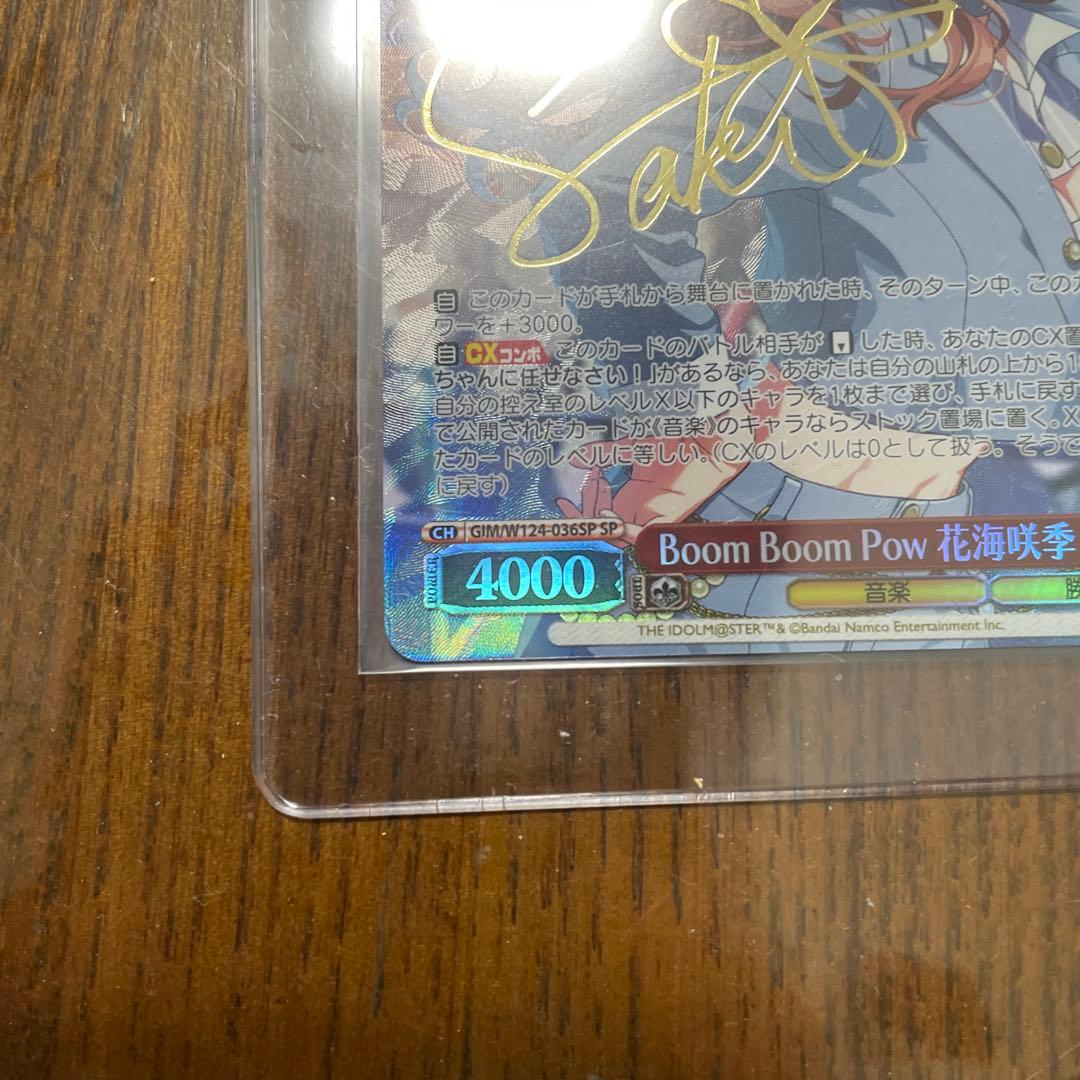 Saki
自 このカードが手札から舞台に置かれた時、そのターン中、この
ワーを+3000。
自 CXコンボ このカードのバトル相手が した時、あなたのCX置
ちゃんに任せなさい!」があるなら、あなたは自分の山札の上から1
自分の控え室のレベルX以下のキャラを1枚まで選び、手札に戻す
で公開されたカードが《音楽》のキャラならストック置場に置く。X
たカードのレベルに等しい。(CXのレベルは0として扱う。そうで
に戻す)
CH GIM/W124-036SP SP
Boom Boom Pow 花海咲季
POWER 4000 SOUL 音楽 勝
THE IDOLM@STER™& ©Bandai Namco Entertainment Inc.